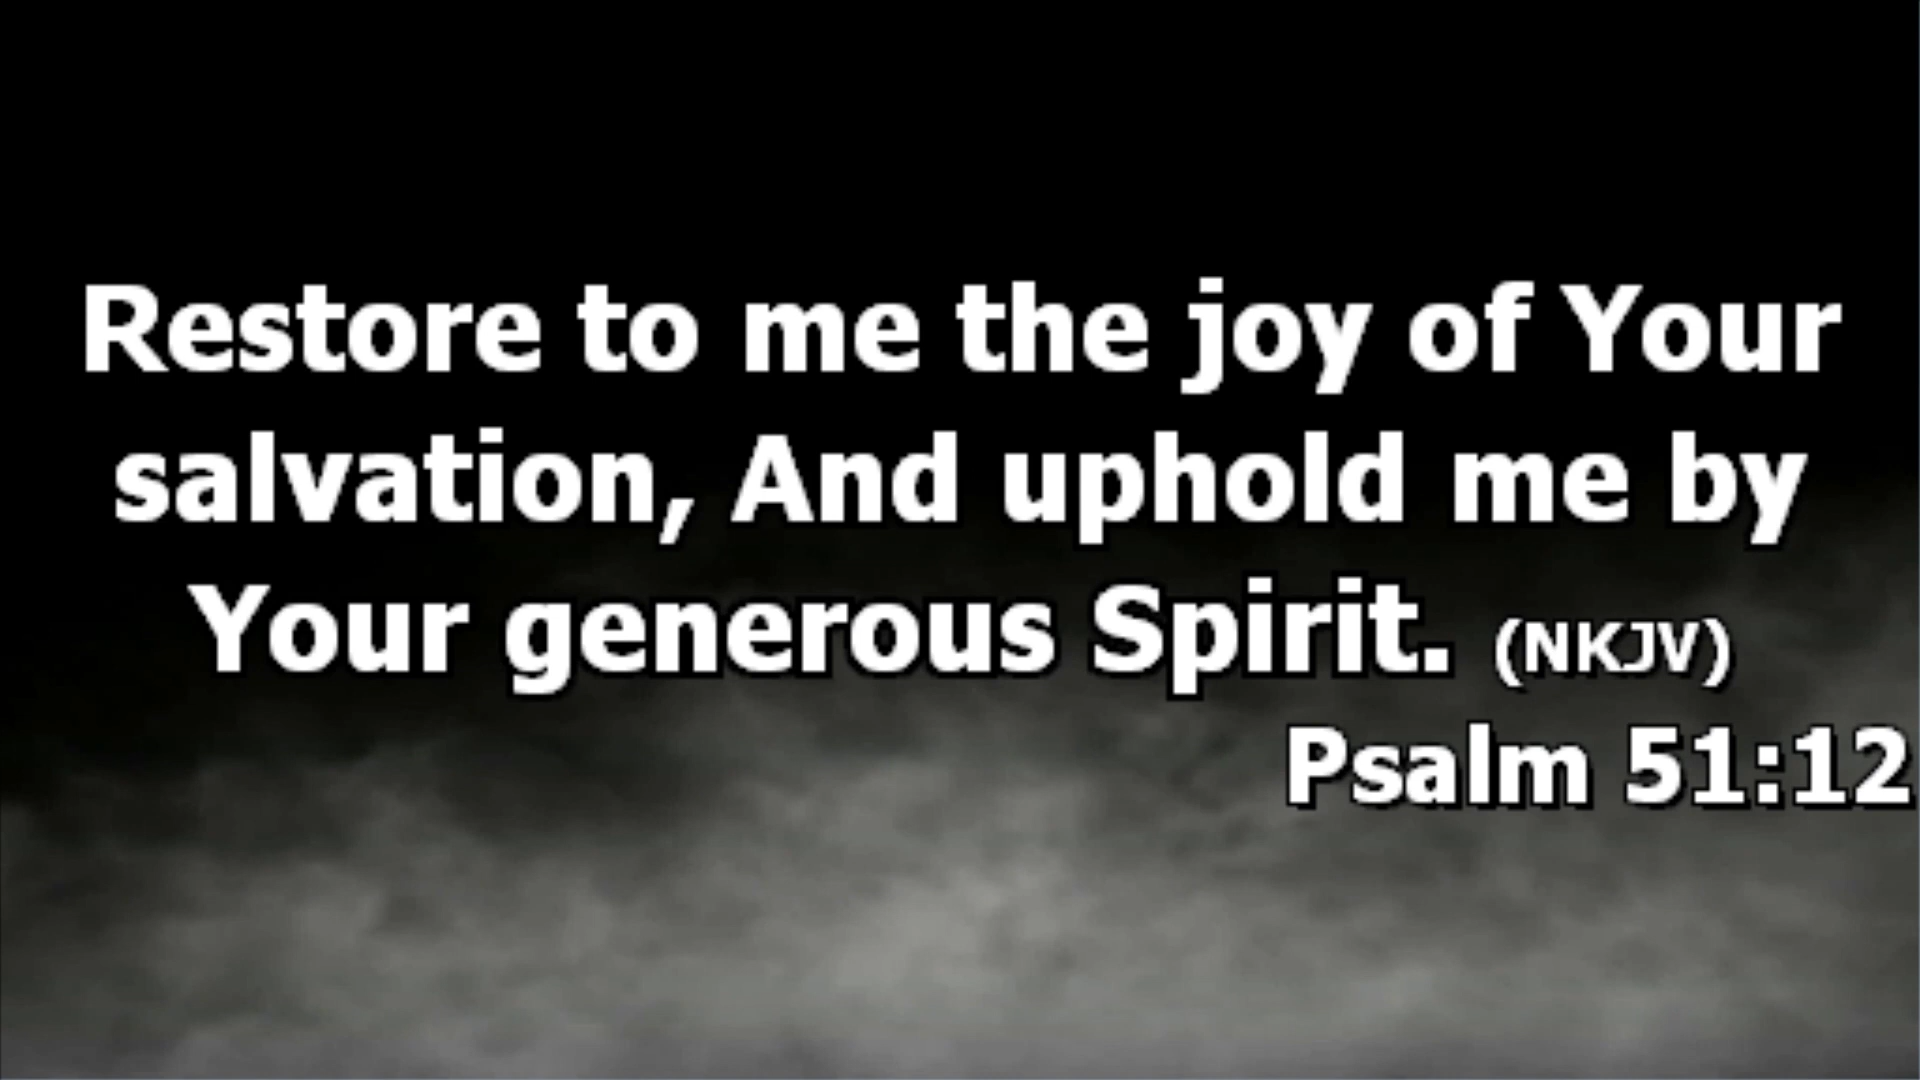 Restore to me the joy of Your
salvation, And uphold me by
Your generous Spirit. (NKJV)
Psalm 51:12